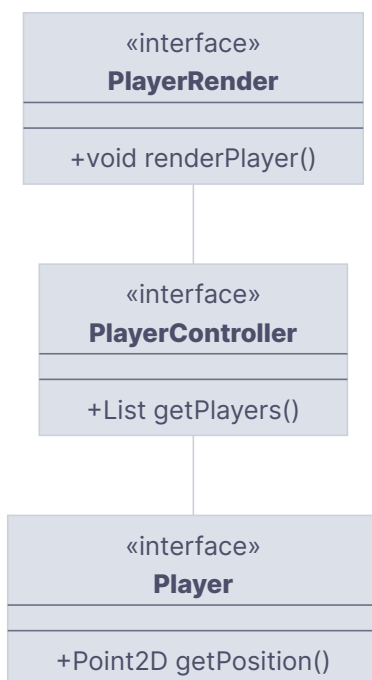 «interface»
PlayerRender
+void renderPlayer()
«interface»
PlayerController
+List getPlayers()
«interface»
Player
+Point2D getPosition()